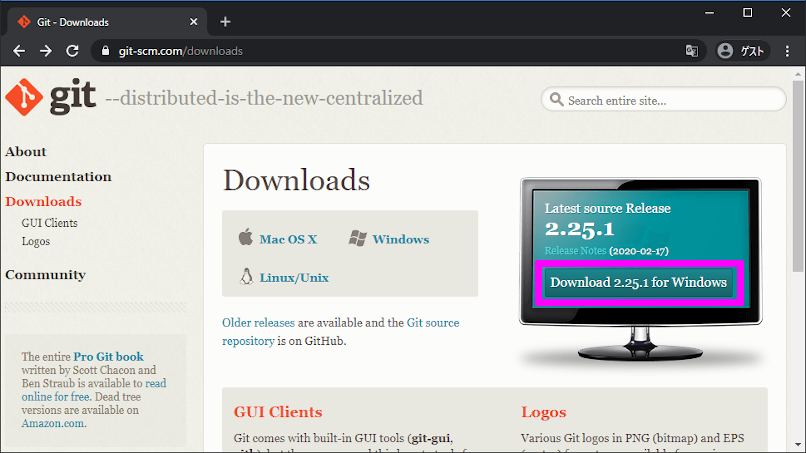 Git - Downloads
git-scm.com/downloads
ゲスト
git --distributed-is-the-new-centralized
Search entire site...
About
Documentation
Downloads
GUI Clients
Logos
Community
The entire Pro Git book
written by Scott Chacon and
Ben Straub is available to read
online for free. Dead tree
versions are available on
Amazon.com.
Downloads
Mac OS X
Windows
Linux/Unix
Older releases are available and the Git source
repository is on GitHub.
Latest source Release
2.25.1
Release Notes (2020-02-17)
Download 2.25.1 for Windows
GUI Clients
Git comes with built-in GUI tools (git-gui,
Logos
Various Git logos in PNG (bitmap) and EPS